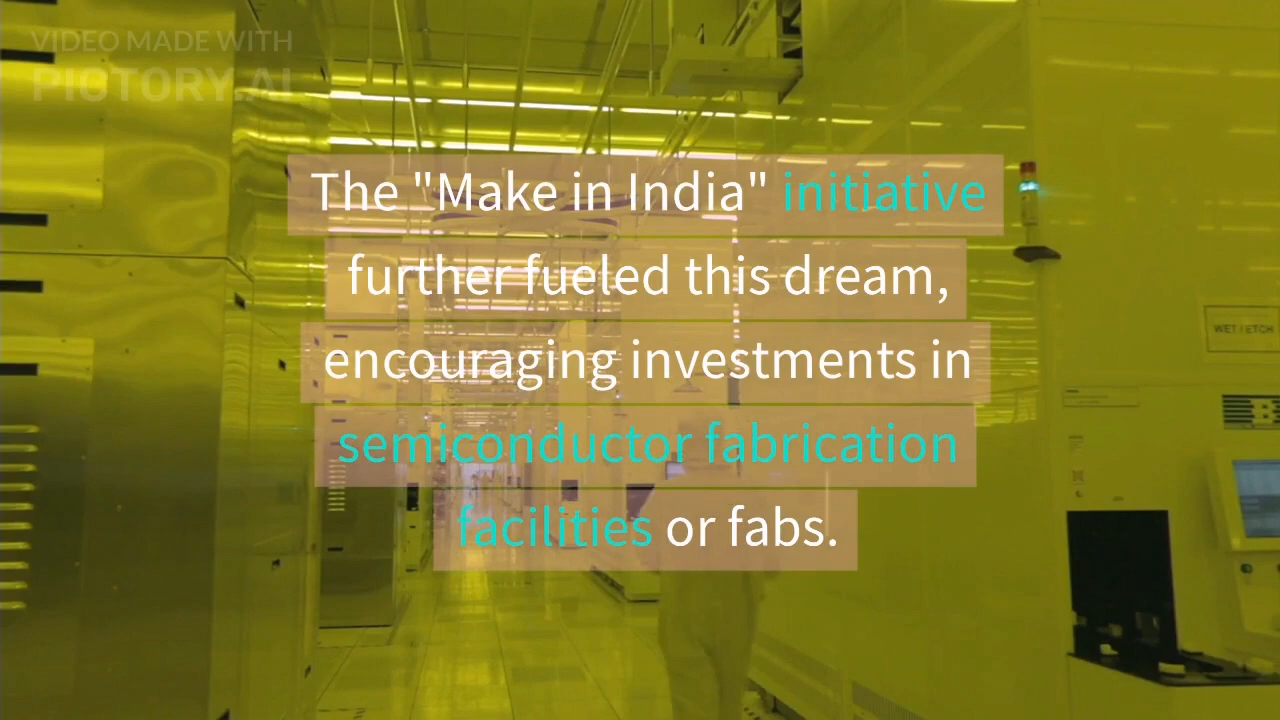 VIDEO MADE WITH
PICTORY.AI
The "Make in India" initiative
further fueled this dream,
encouraging investments in
semiconductor fabrication
facilities or fabs.
WET ETCH